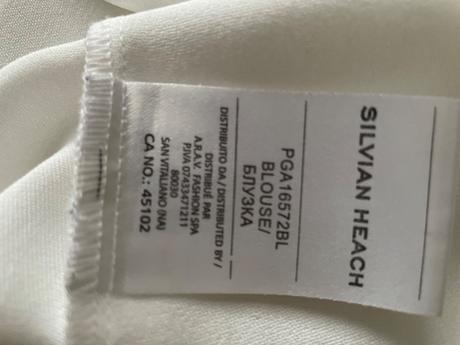 SILVIAN HEACH
PGA16572BL
BLOUSE/
БЛУЗКА
DISTRIBUITO DA/ DISTRIBUTED BY /
DISTRIBUÉ PAR
A.R.A.V. FASHION SPA
P.IVA 07433471211
80030
SAN VITALIANO (NA)
CA NO.: 45102